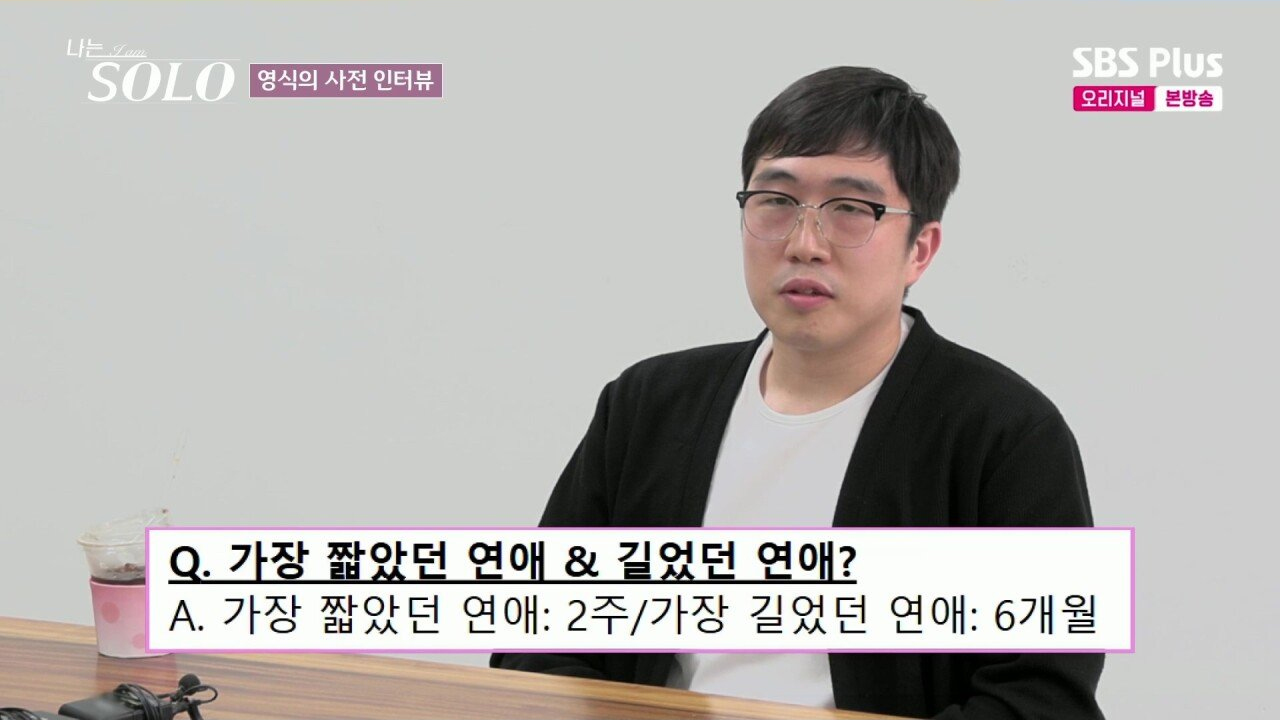 나는 I am
SOLO
영식의 사전 인터뷰
SBS Plus
오리지널 본방송
Q. 가장 짧았던 연애 & 길었던 연애?
A. 가장 짧았던 연애: 2주/가장 길었던 연애: 6개월